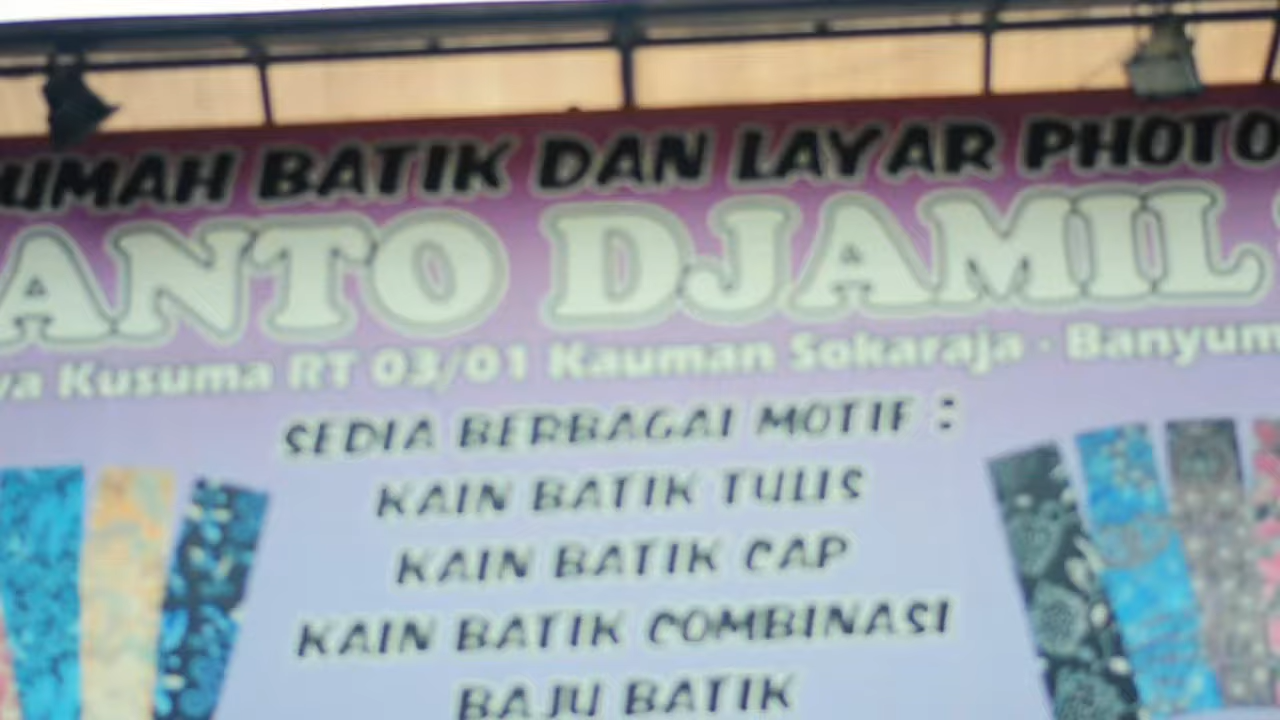 UMAH BATIK DAN LAYAR PHOTO
ANTO DJAMIL
ya Kusuma RT 03/01 Kauman Sokaraja - Banyum
SEDIA BERBAGAI MOTIF :
KAIN BATIK TULIS
KAIN BATIK CAP
KAIN BATIK COMBINASI
BAJU BATIK